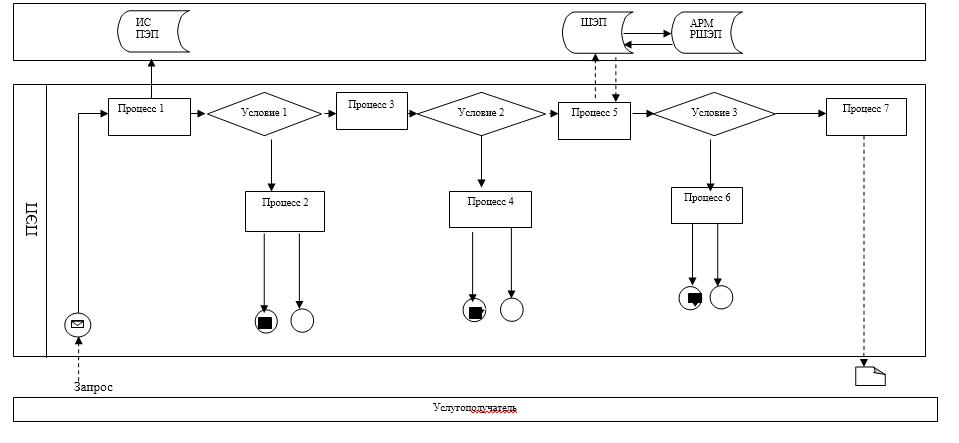 ИС
ПЭП
ШЭП
АРМ
РШЭП
Процесс 1
Условие 1
Процесс 3
Условие 2
Процесс 5
Условие 3
Процесс 7
Процесс 2
Процесс 4
Процесс 6
ПЭП
Запрос
Услугополучатель